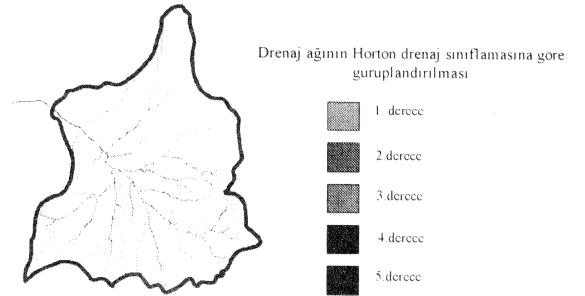 Drenaj ağının Horton drenaj sınıflamasına göre
guruplandırılması
1. derece
2.derece
3.derece
4.derece
5.derece